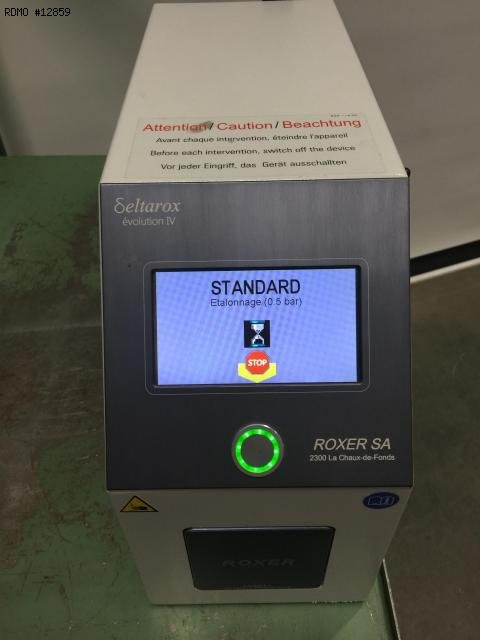 RDMO #12859
Attention / Caution / Beachtung
Avant chaque intervention, éteindre l'appareil
Before each intervention, switch off the device
Vor jeder Eingriff, das Gerät ausschallten
δeltarox
évolution IV
STANDARD
Etalonnage (0.5 bar)
STOP
ROXER SA
2300 La Chaux-de-Fonds
ROXER